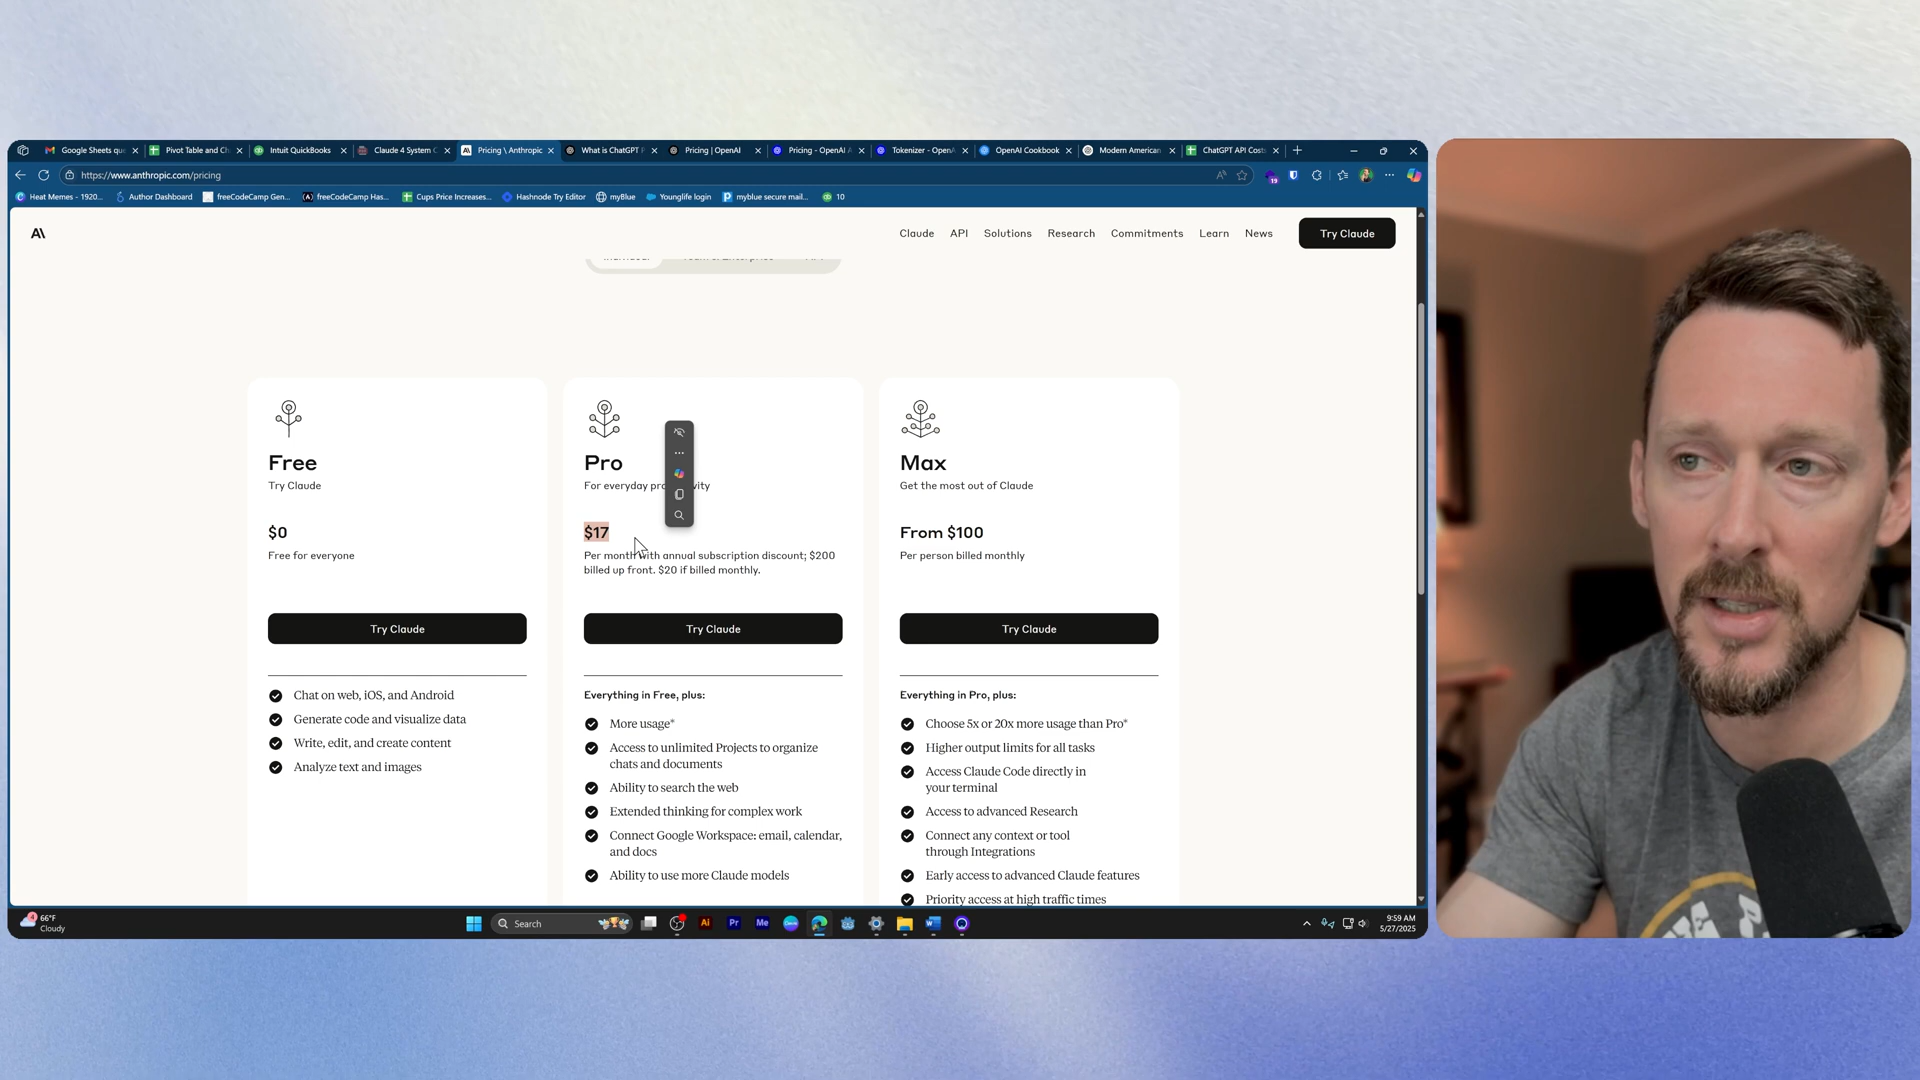 Google Sheets que
Pivot Table and Ch
Intuit QuickBooks
Claude 4 System C
Pricing \ Anthropic
What is ChatGPT P
Pricing | OpenAI
Pricing - OpenAI A
Tokenizer - OpenA
OpenAI Cookbook
Modern American
ChatGPT API Costs
https://www.anthropic.com/pricing
19
Heat Memes - 1920...
Author Dashboard
freeCodeCamp Gen...
freeCodeCamp Has...
Cups Price Increases...
Hashnode Try Editor
myBlue
Younglife login
myblue secure mail...
10
A\
Claude
API
Solutions
Research
Commitments
Learn
News
Try Claude
Free
Try Claude
$0
Free for everyone
Try Claude
Chat on web, iOS, and Android
Generate code and visualize data
Write, edit, and create content
Analyze text and images
Pro
For everyday pro vity
$17
Per month with annual subscription discount; $200
billed up front. $20 if billed monthly.
Try Claude
Everything in Free, plus:
More usage*
Access to unlimited Projects to organize
chats and documents
Ability to search the web
Extended thinking for complex work
Connect Google Workspace: email, calendar,
and docs
Ability to use more Claude models
Max
Get the most out of Claude
From $100
Per person billed monthly
Try Claude
Everything in Pro, plus:
Choose 5x or 20x more usage than Pro*
Higher output limits for all tasks
Access Claude Code directly in
your terminal
Access to advanced Research
Connect any context or tool
through Integrations
Early access to advanced Claude features
Priority access at high traffic times
4
66°F
Cloudy
Search
Ai
Pr
Me
9:59 AM
5/27/2025